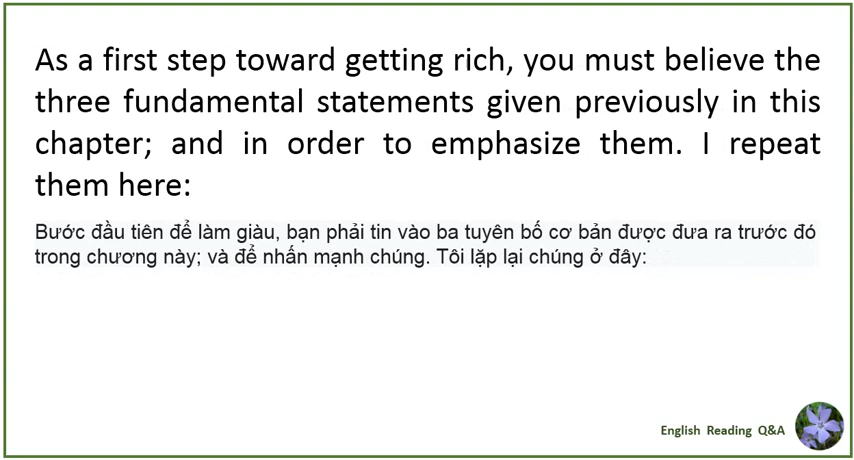 As a first step toward getting rich, you must believe the
three fundamental statements given previously in this
chapter; and in order to emphasize them. I repeat
them here:
Bước đầu tiên để làm giàu, bạn phải tin vào ba tuyên bố cơ bản được đưa ra trước đó
trong chương này; và để nhấn mạnh chúng. Tôi lặp lại chúng ở đây:
English Reading Q&A